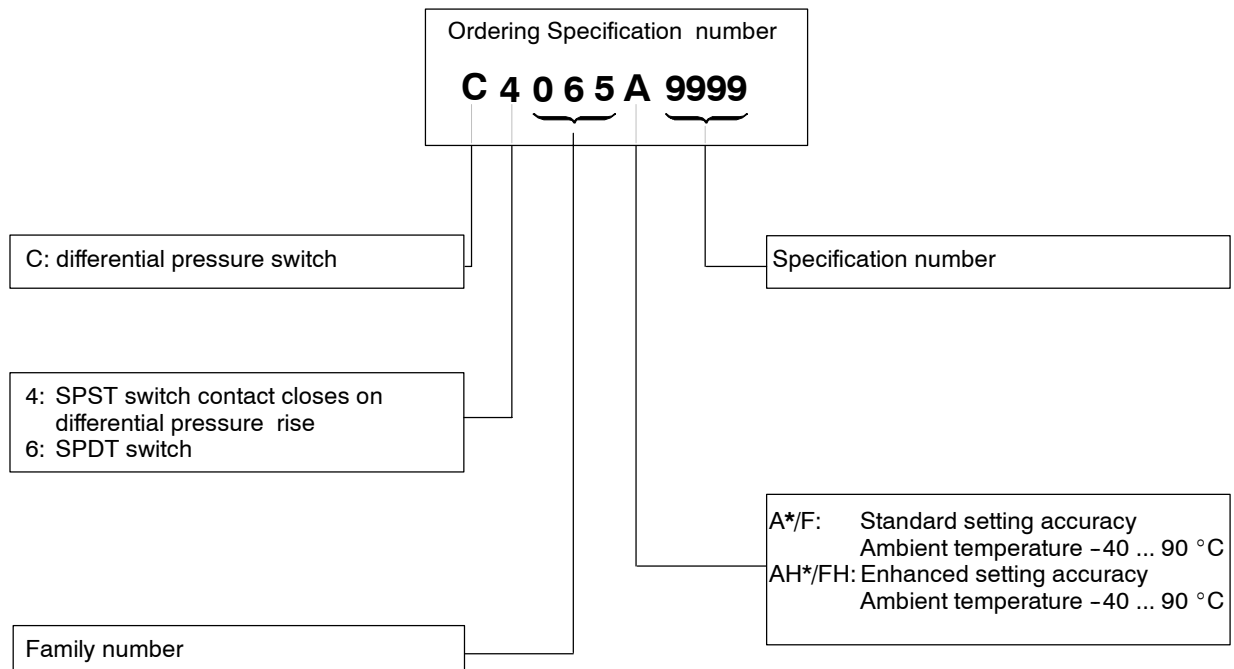 Ordering Specification number
C 4 0 6 5 A 9999
C: differential pressure switch
Specification number
4: SPST switch contact closes on
differential pressure rise
6: SPDT switch
A*/F: Standard setting accuracy
Ambient temperature -40 ... 90 °C
AH*/FH: Enhanced setting accuracy
Ambient temperature -40 ... 90 °C
Family number